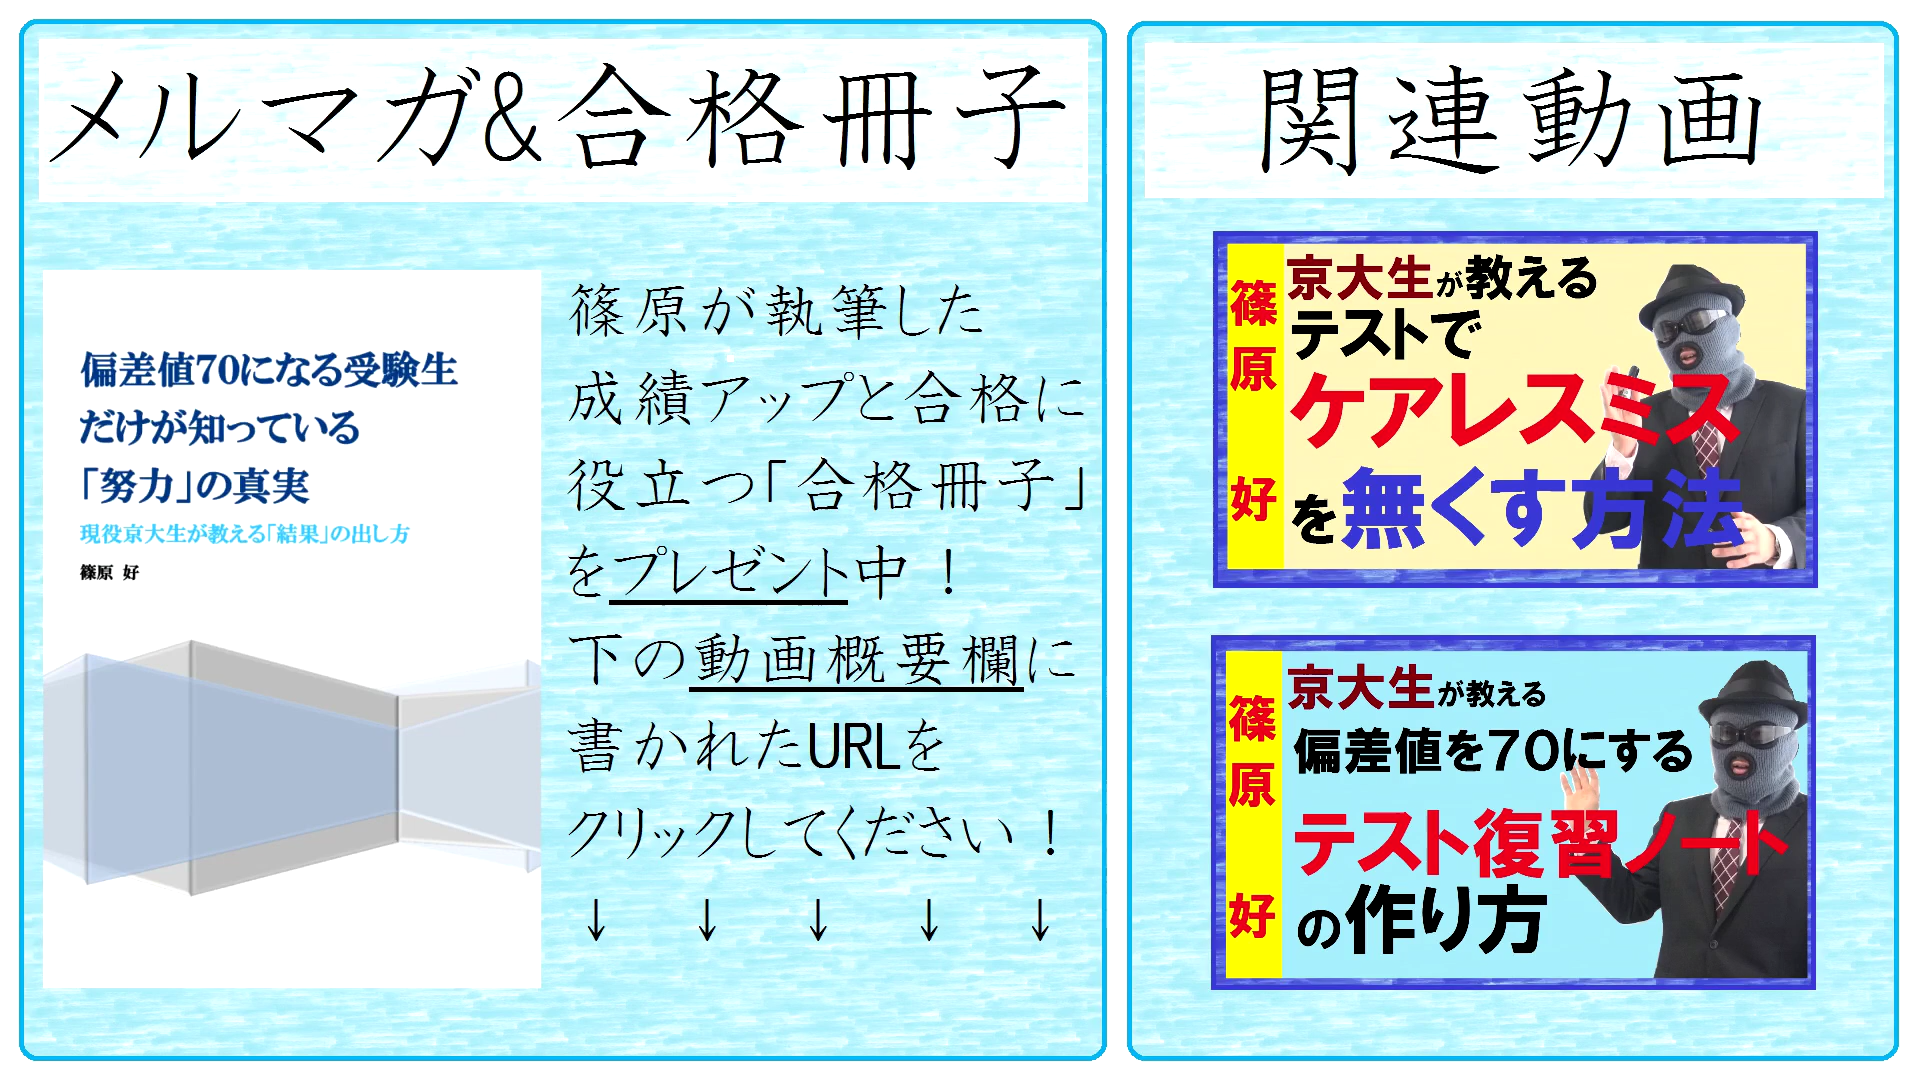 メルマガ&合格冊子
偏差値70になる受験生
だけが知っている
「努力」の真実
現役京大生が教える「結果」の出し方
篠原 好
篠原が執筆した
成績アップと合格に
役立つ「合格冊子」
をプレゼント中！
下の動画概要欄に
書かれたURLを
クリックしてください！
↓ ↓ ↓ ↓ ↓
関連動画
篠原 好
京大生が教える
テストで
ケアレスミス
を無くす方法
篠原 好
京大生が教える
偏差値を70にする
テスト復習ノート
の作り方